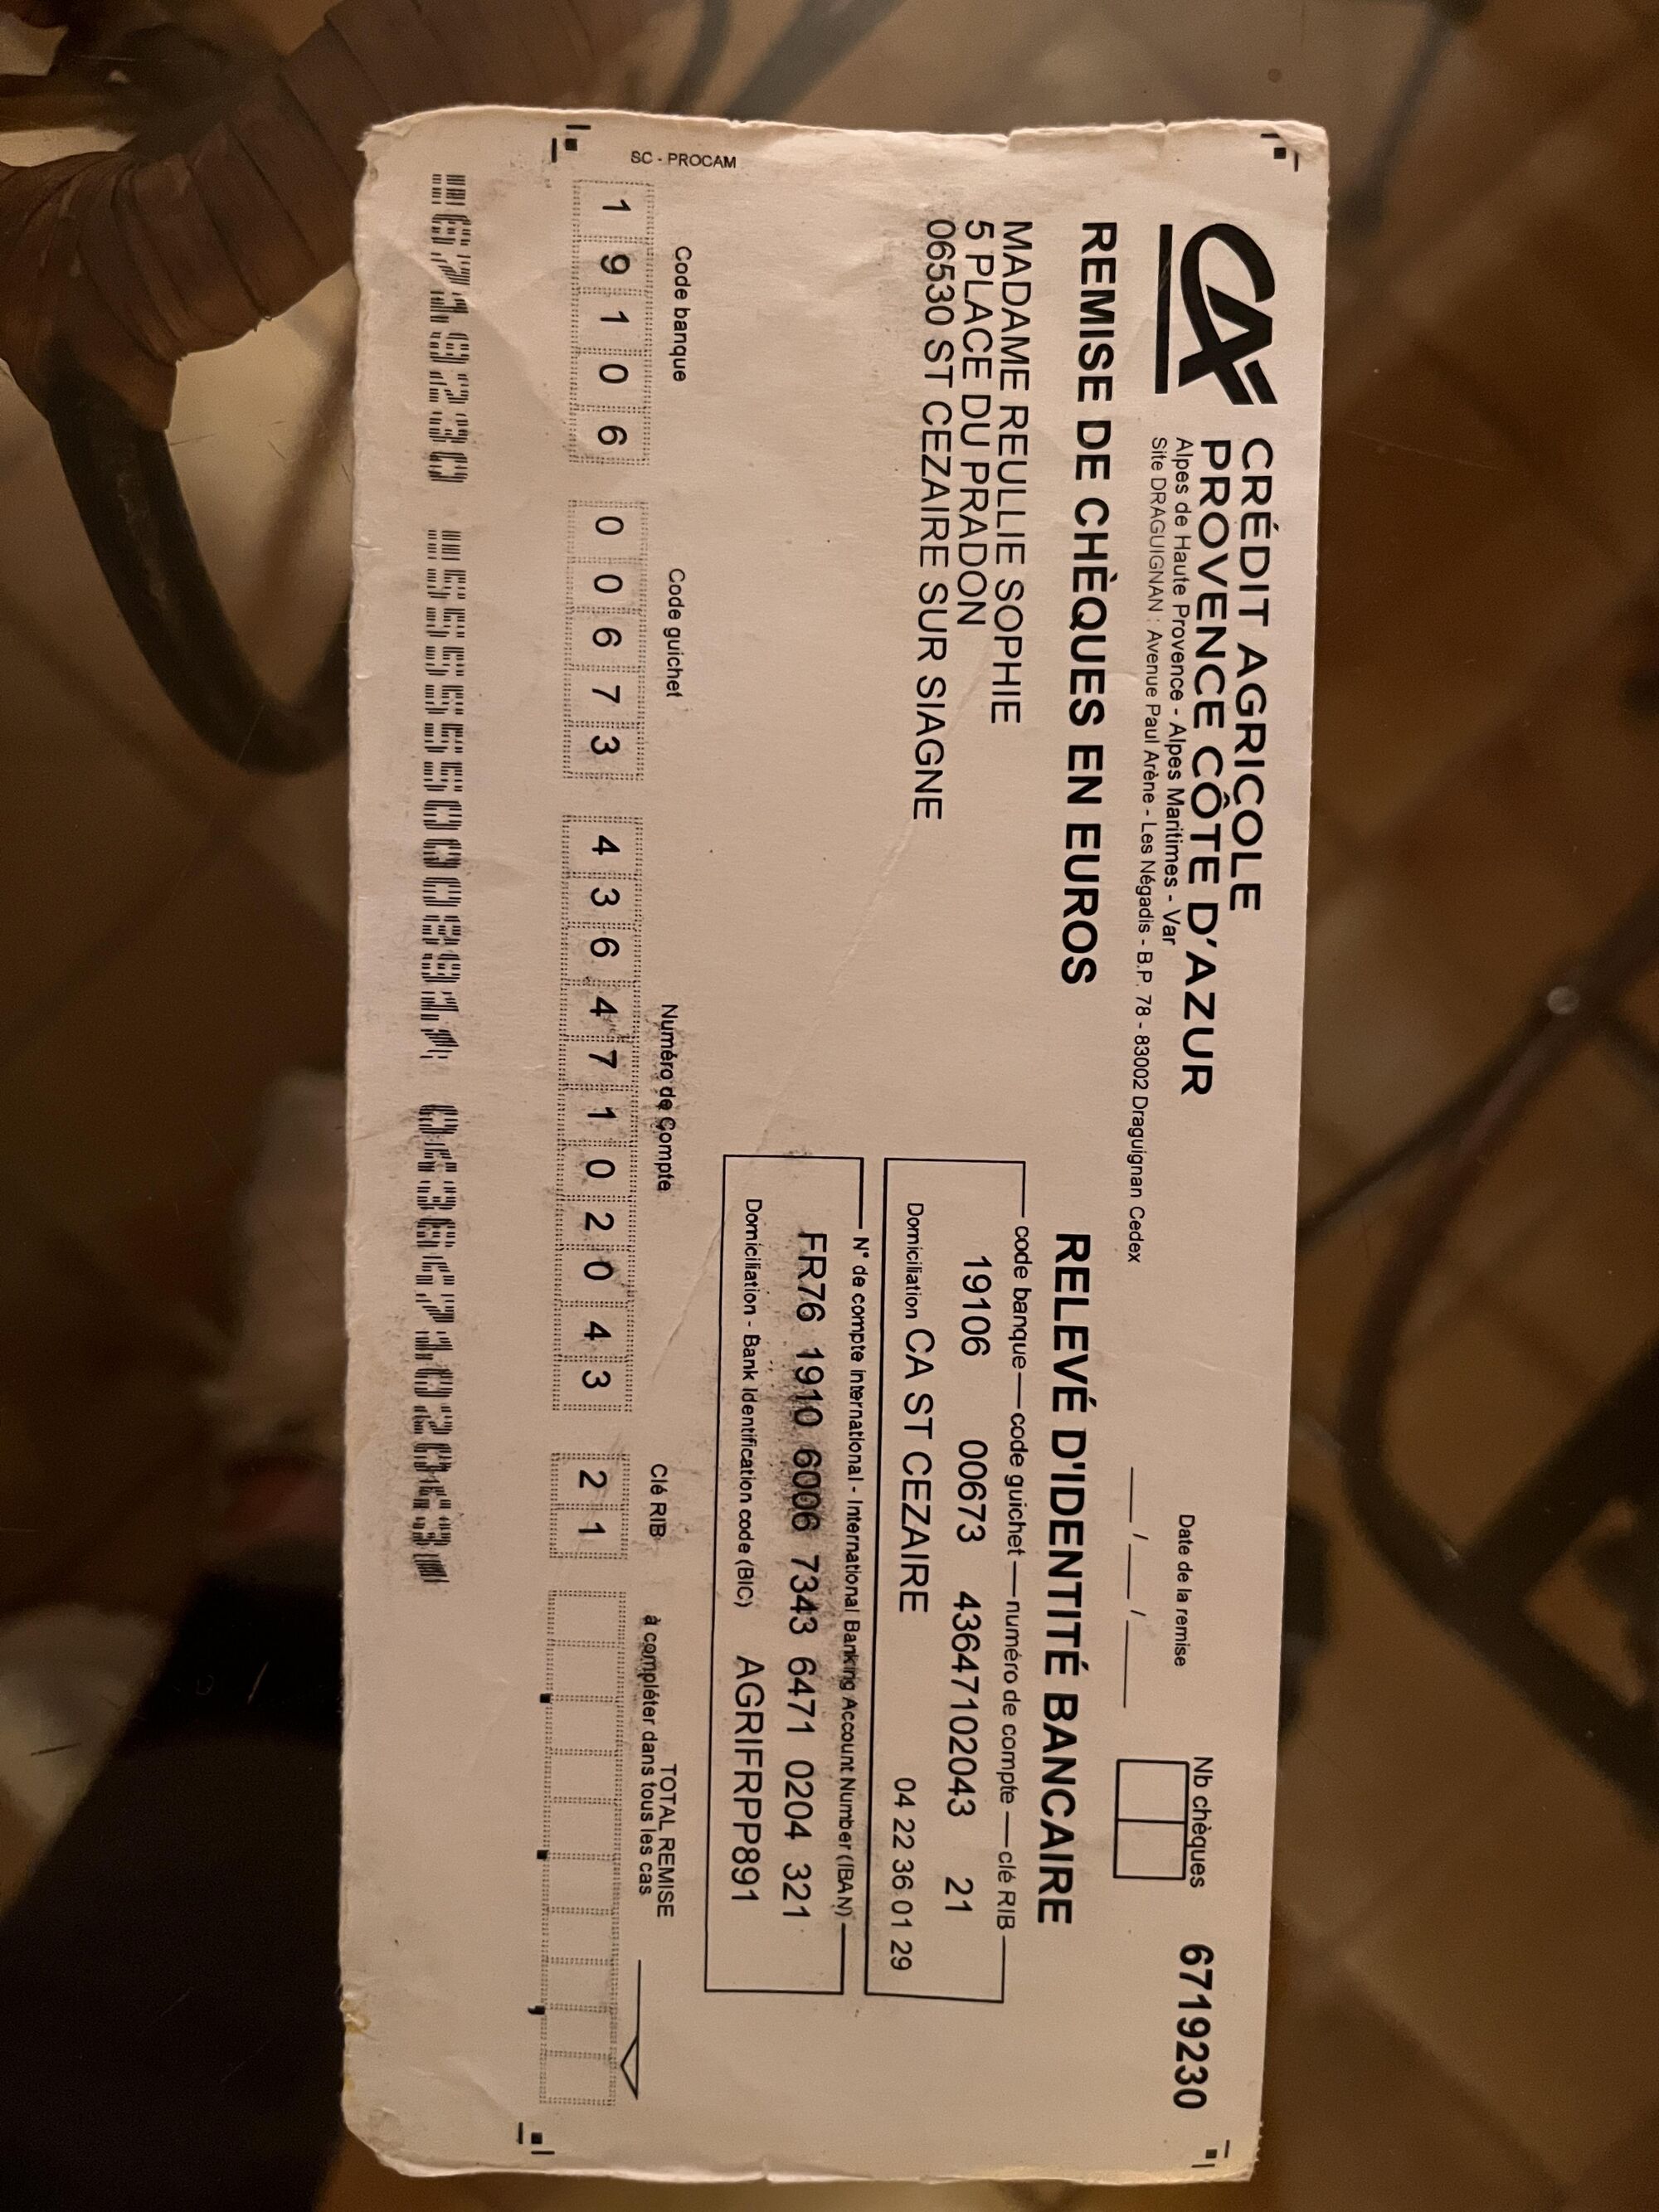 CRÉDIT AGRICOLE
PROVENCE CÔTE D'AZUR
Alpes de Haute Provence - Alpes Maritimes - Var
Site DRAGUIGNAN : Avenue Paul Arène - Les Négadis - B.P. 78 - 83002 Draguignan Cedex
Date de la remise
___ / ___ / _____
Nb chèques
6719230
REMISE DE CHÈQUES EN EUROS
RELEVÉ D'IDENTITÉ BANCAIRE
MADAME REULLIE SOPHIE
5 PLACE DU PRADON
06530 ST CEZAIRE SUR SIAGNE
code banque code guichet numéro de compte clé RIB
19106 00673 43647102043 21
Domiciliation CA ST CEZAIRE 04 22 36 01 29
N° de compte international - International Banking Account Number (IBAN)
FR76 1910 6006 7343 6471 0204 321
Domiciliation - Bank Identification code (BIC) AGRIFRPP891
SC - PROCAM
Code banque Code guichet Numéro de Compte Clé RIB
TOTAL REMISE
à compléter dans tous les cas
1 9 1 0 6 0 0 6 7 3 4 3 6 4 7 1 0 2 0 4 3 2 1